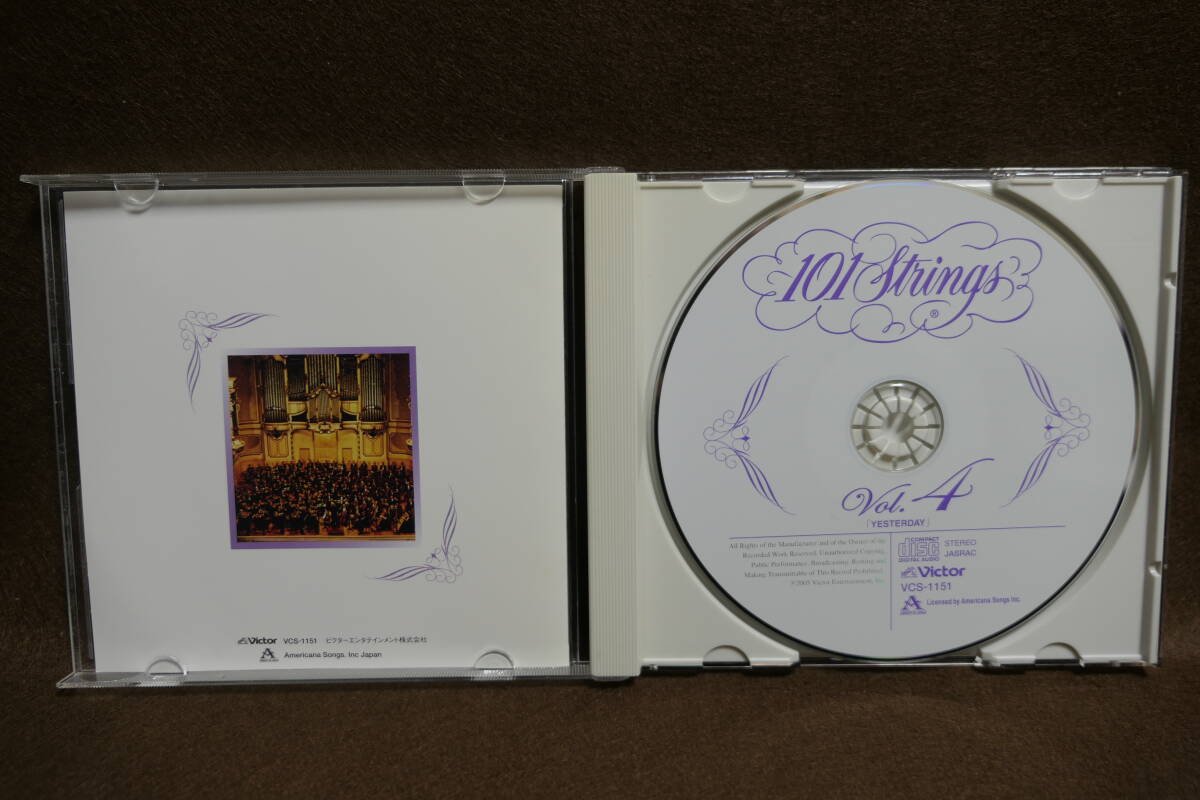 Victor VCS-1151 ビクターエンタテインメント株式会社
Americana Songs, Inc Japan
101 Strings
®
Vol. 4
[YESTERDAY]
All Rights of the Manufacturer and of the Owner of the
Recorded Work Reserved. Unauthorized Copying,
Public Performance, Broadcasting, Renting and
Making Transmittable of This Record Prohibited.
℗2005 Victor Entertainment, Inc.
COMPACT
disc
DIGITAL AUDIO
STEREO
JASRAC
Victor
VCS-1151
Licensed by Americana Songs Inc.